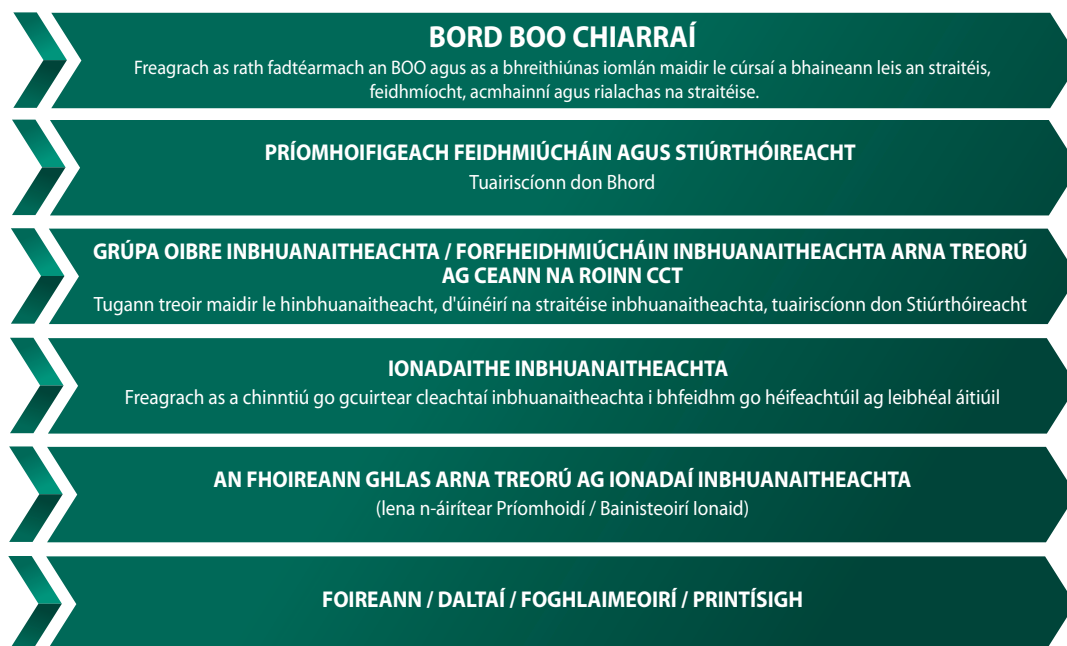 BORD BOO CHIARRAÍ
Freagrach as rath fadtéarmach an BOO agus as a bhreithiúnas iomlán maidir le cúrsaí a bhaineann leis an straitéis,
feidhmíocht, acmhainní agus rialachas na straitéise.
PRÍOMHOIFIGEACH FEIDHMIÚCHÁIN AGUS STIÚRTHÓIREACHT
Tuairiscíonn don Bhord
GRÚPA OIBRE INBHUANAITHEACHTA / FORFHEIDHMIÚCHÁIN INBHUANAITHEACHTA ARNA TREORÚ
AG CEANN NA ROINN CCT
Tugann treoir maidir le hinbhuanaitheacht, d'úinéirí na straitéise inbhuanaitheachta, tuairiscíonn don Stiúrthóireacht
IONADAITHE INBHUANAITHEACHTA
Freagrach as a chinntiú go gcuirtear cleachtaí inbhuanaitheachta i bhfeidhm go héifeachtúil ag leibhéal áitiúil
AN FHOIREANN GHLAS ARNA TREORÚ AG IONADAÍ INBHUANAITHEACHTA
(lena n-áirítear Príomhoidí / Bainisteoirí Ionaid)
FOIREANN / DALTAÍ / FOGHLAIMEOIRÍ / PRINTÍSIGH